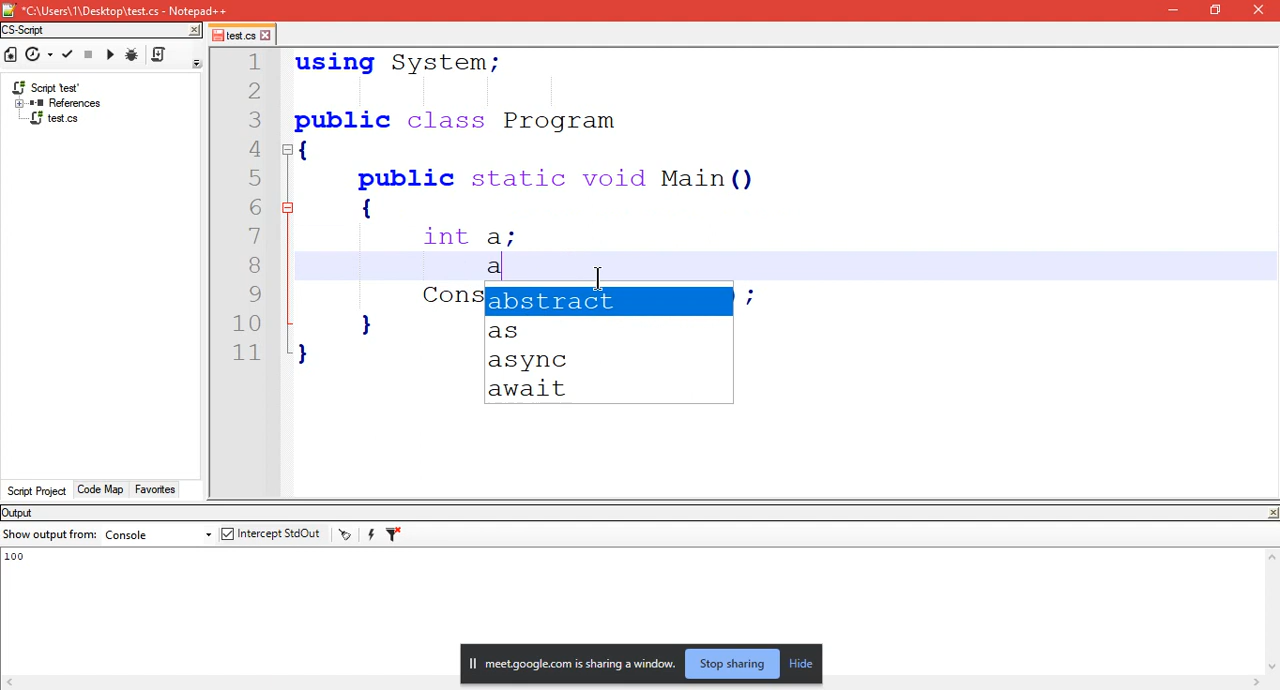 *C:\Users\1\Desktop\test.cs - Notepad++
CS-Script
test.cs
Script 'test'
References
test.cs
1 using System;
2
3 public class Program
4 {
5 public static void Main()
6 {
7 int a;
8 a
9 Cons );
abstract
as
async
await
10 }
11 }
Script Project Code Map Favorites
Output
Show output from: Console Intercept StdOut
100
meet.google.com is sharing a window. Stop sharing Hide